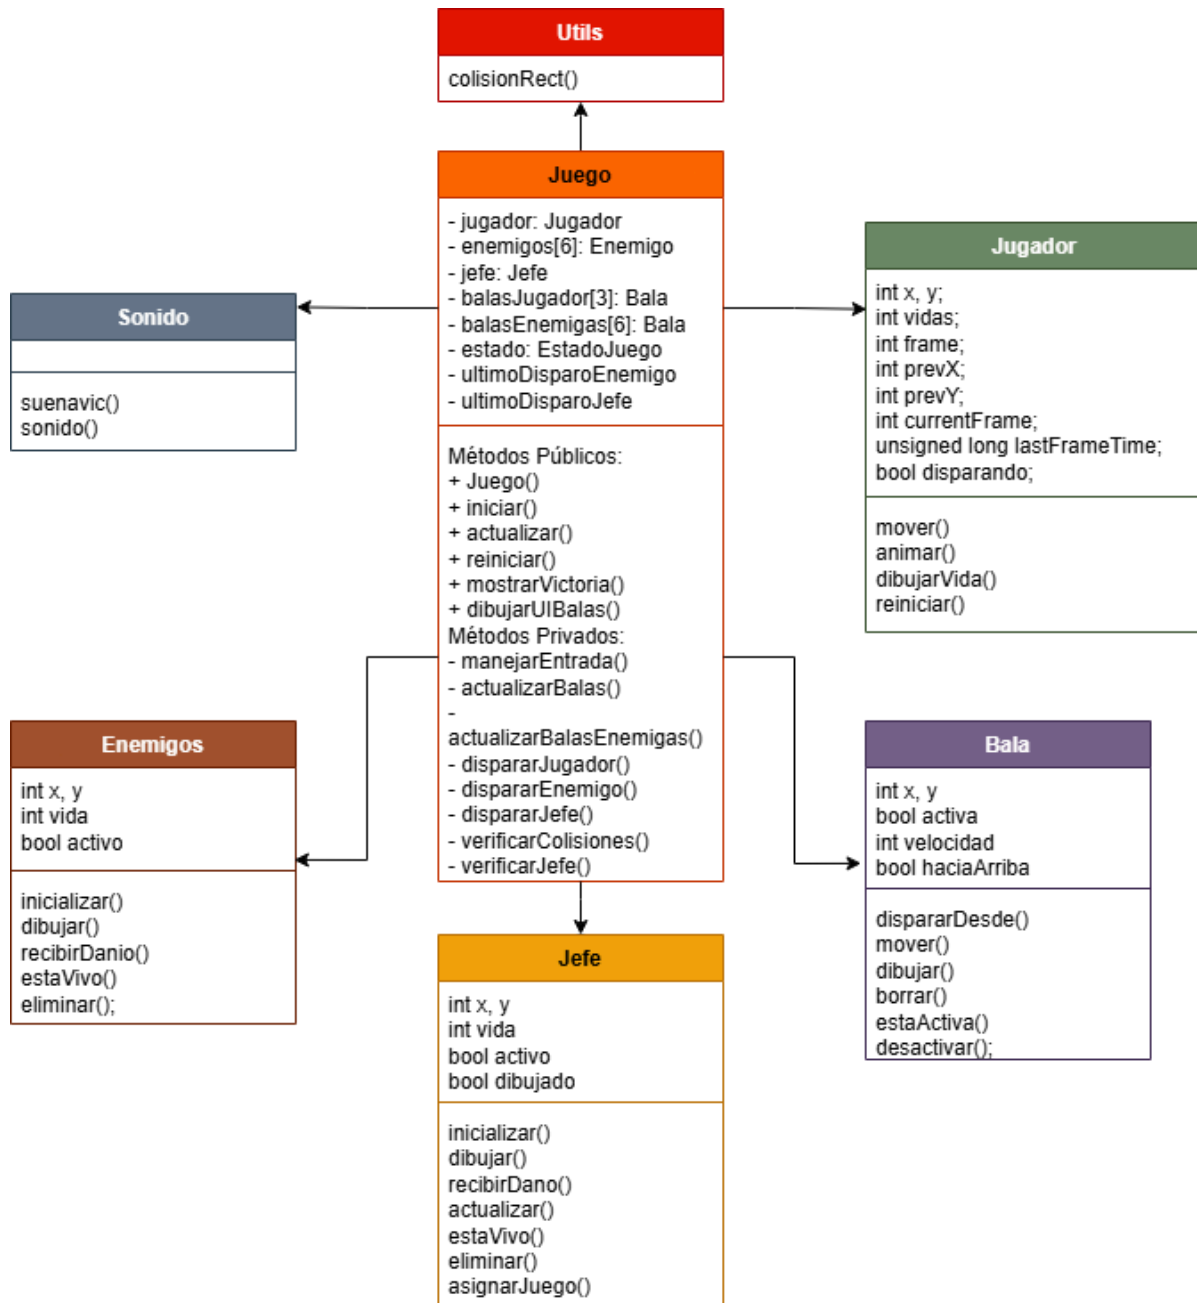 Utils
colisionRect()
Juego
- jugador: Jugador
- enemigos[6]: Enemigo
- jefe: Jefe
- balasJugador[3]: Bala
- balasEnemigas[6]: Bala
- estado: EstadoJuego
- ultimoDisparoEnemigo
- ultimoDisparoJefe
Métodos Públicos:
+ Juego()
+ iniciar()
+ actualizar()
+ reiniciar()
+ mostrarVictoria()
+ dibujarUIBalas()
Métodos Privados:
- manejarEntrada()
- actualizarBalas()
-
actualizarBalasEnemigas()
- dispararJugador()
- dispararEnemigo()
- dispararJefe()
- verificarColisiones()
- verificarJefe()
Sonido
suenavic()
sonido()
Jugador
int x, y;
int vidas;
int frame;
int prevX;
int prevY;
int currentFrame;
unsigned long lastFrameTime;
bool disparando;
mover()
animar()
dibujarVida()
reiniciar()
Enemigos
int x, y
int vida
bool activo
inicializar()
dibujar()
recibirDanio()
estaVivo()
eliminar();
Bala
int x, y
bool activa
int velocidad
bool haciaArriba
dispararDesde()
mover()
dibujar()
borrar()
estaActiva()
desactivar();
Jefe
int x, y
int vida
bool activo
bool dibujado
inicializar()
dibujar()
recibirDano()
actualizar()
estaVivo()
eliminar()
asignarJuego()